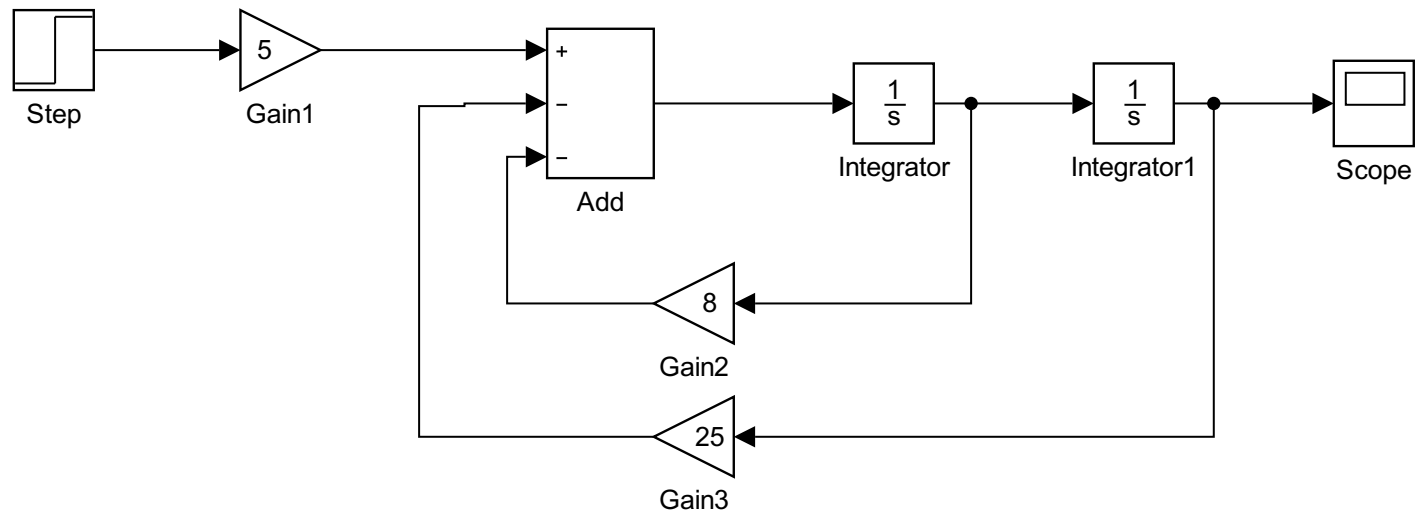 5
+
−
−
1
s
1
s
Step
Gain1
Add
Integrator
Integrator1
Scope
8
Gain2
25
Gain3